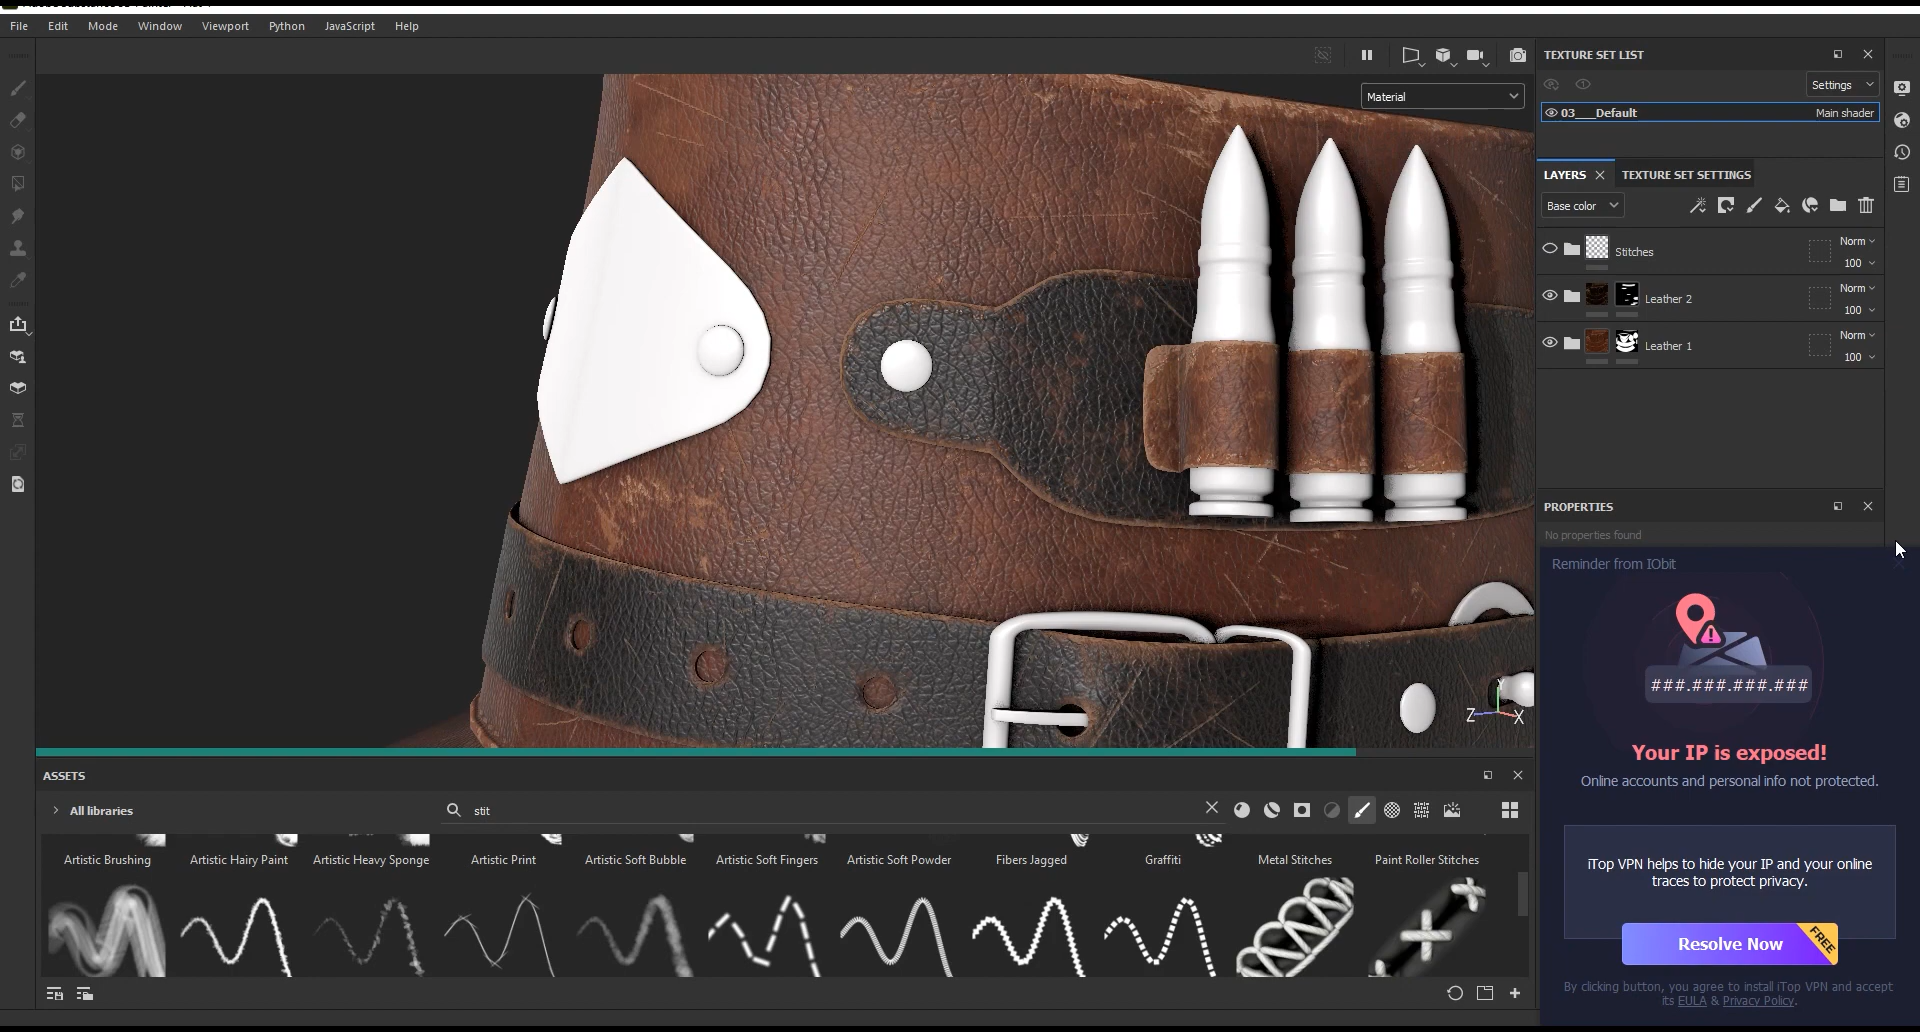 File Edit Mode Window Viewport Python JavaScript Help
Material
TEXTURE SET LIST
Settings
03___Default Main shader
LAYERS TEXTURE SET SETTINGS
Base color
Stitches Norm 100
Leather 2 Norm 100
Leather 1 Norm 100
PROPERTIES
No properties found
Reminder from IObit
###.###.###.###
Your IP is exposed!
Online accounts and personal info not protected.
iTop VPN helps to hide your IP and your online
traces to protect privacy.
Resolve Now
FREE
By clicking button, you agree to install iTop VPN and accept
its EULA & Privacy Policy.
Y
Z X
ASSETS
All libraries stit
Artistic Brushing Artistic Hairy Paint Artistic Heavy Sponge Artistic Print Artistic Soft Bubble Artistic Soft Fingers Artistic Soft Powder Fibers Jagged Graffiti Metal Stitches Paint Roller Stitches